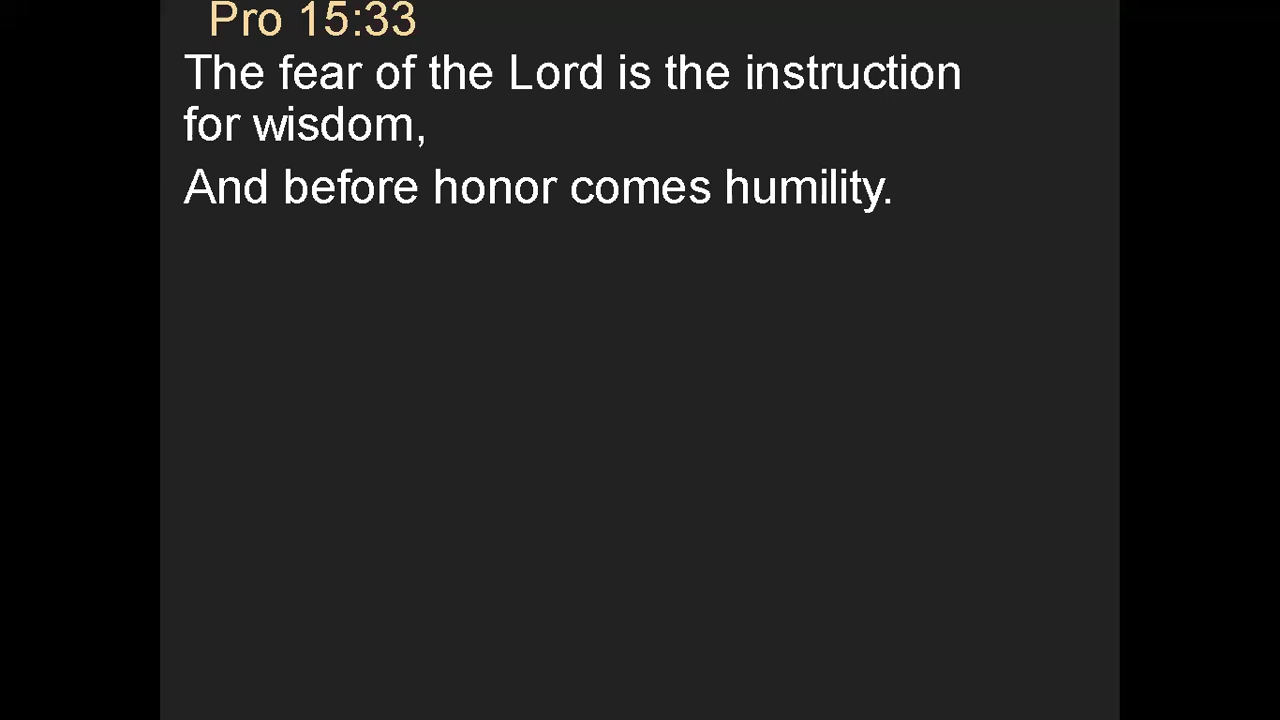 Pro 15:33
The fear of the Lord is the instruction
for wisdom,
And before honor comes humility.